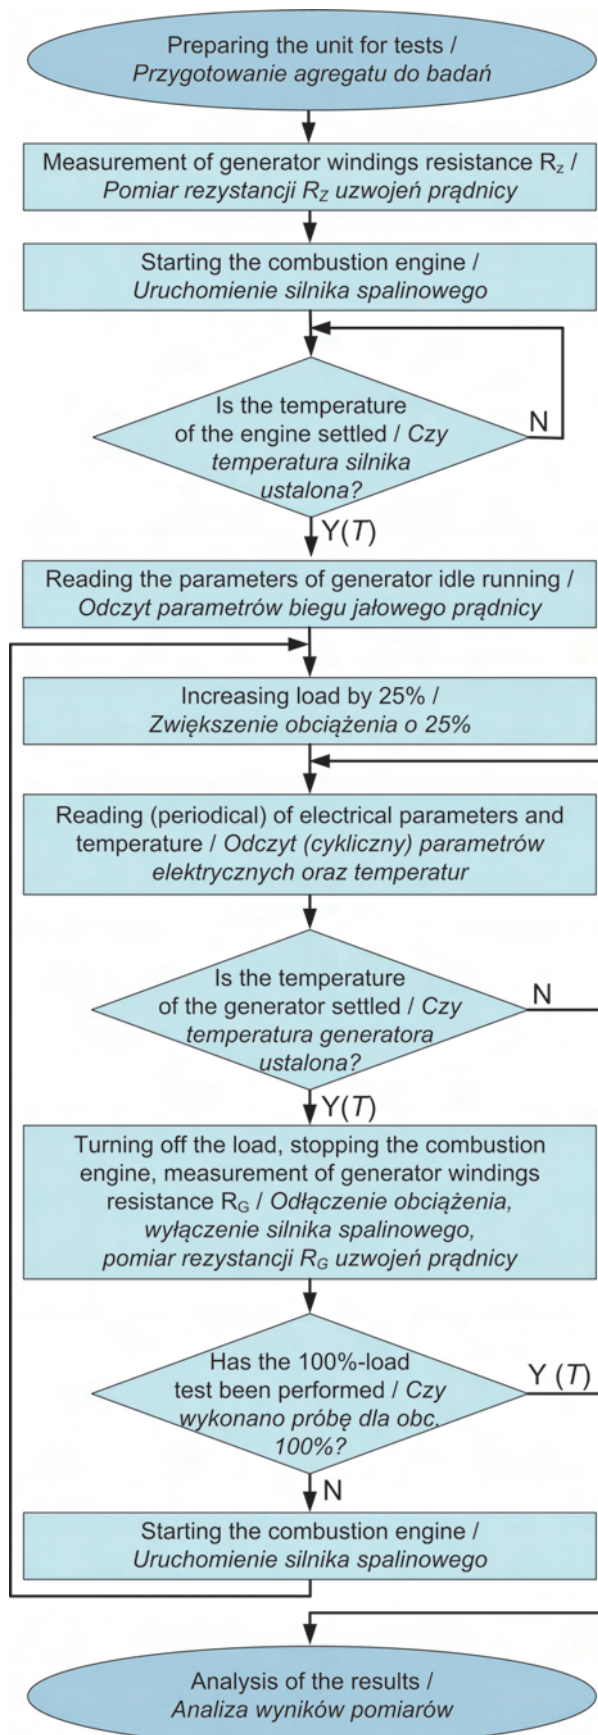 Preparing the unit for tests /
Przygotowanie agregatu do badań
Measurement of generator windings resistance RZ /
Pomiar rezystancji RZ uzwojeń prądnicy
Starting the combustion engine /
Uruchomienie silnika spalinowego
Is the temperature
of the engine settled / Czy
temperatura silnika
ustalona?
N
Y(T)
Reading the parameters of generator idle running /
Odczyt parametrów biegu jałowego prądnicy
Increasing load by 25% /
Zwiększenie obciążenia o 25%
Reading (periodical) of electrical parameters and
temperature / Odczyt (cykliczny) parametrów
elektrycznych oraz temperatur
Is the temperature
of the generator settled / Czy
temperatura generatora
ustalona?
N
Y(T)
Turning off the load, stopping the combustion
engine, measurement of generator windings
resistance RG / Odłączenie obciążenia,
wyłączenie silnika spalinowego,
pomiar rezystancji RG uzwojeń prądnicy
Has the 100%-load
test been performed / Czy
wykonano próbę dla obc.
100%?
Y (T)
N
Starting the combustion engine /
Uruchomienie silnika spalinowego
Analysis of the results /
Analiza wyników pomiarów